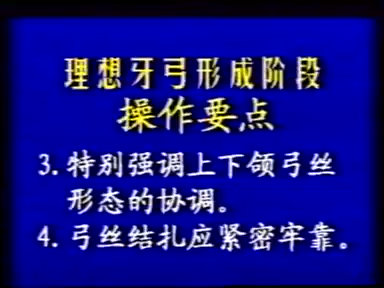 理想牙弓形成阶段
操作要点
3.特别强调上下颌弓丝
形态的协调。
4.弓丝结扎应紧密牢靠。